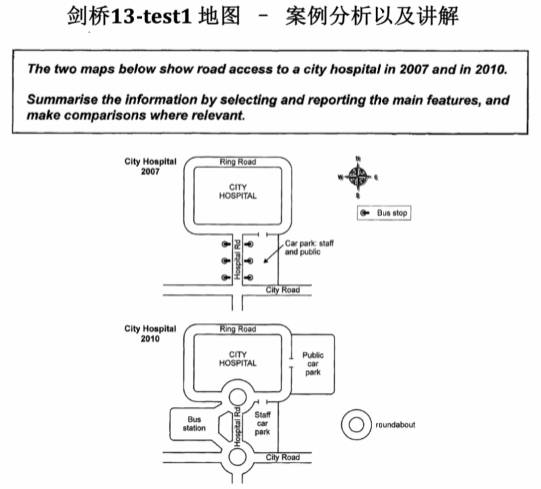 剑桥13-test1 地图 - 案例分析以及讲解
The two maps below show road access to a city hospital in 2007 and in 2010.
Summarise the information by selecting and reporting the main features, and
make comparisons where relevant.
City Hospital
2007
Ring Road
CITY
HOSPITAL
N
W
E
S
Bus stop
Hospital Rd
Car park: staff
and public
City Road
City Hospital
2010
Ring Road
CITY
HOSPITAL
Public
car
park
Bus
station
Hospital Rd
Staff
car
park
roundabout
City Road